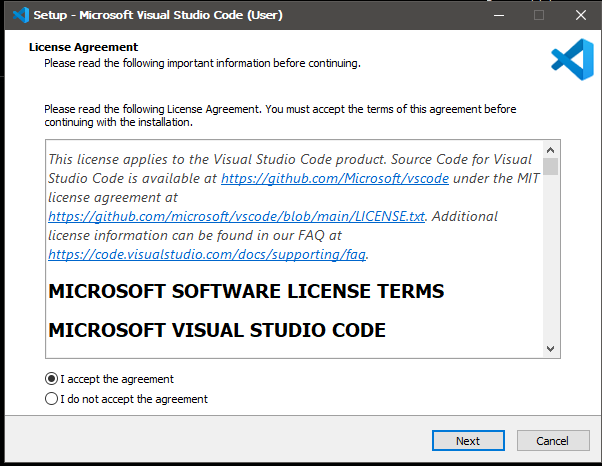 Setup - Microsoft Visual Studio Code (User)
License Agreement
Please read the following important information before continuing.
Please read the following License Agreement. You must accept the terms of this agreement before
continuing with the installation.
This license applies to the Visual Studio Code product. Source Code for Visual
Studio Code is available at https://github.com/Microsoft/vscode under the MIT
license agreement at
https://github.com/microsoft/vscode/blob/main/LICENSE.txt. Additional
license information can be found in our FAQ at
https://code.visualstudio.com/docs/supporting/faq.
MICROSOFT SOFTWARE LICENSE TERMS
MICROSOFT VISUAL STUDIO CODE
I accept the agreement
I do not accept the agreement
Next Cancel